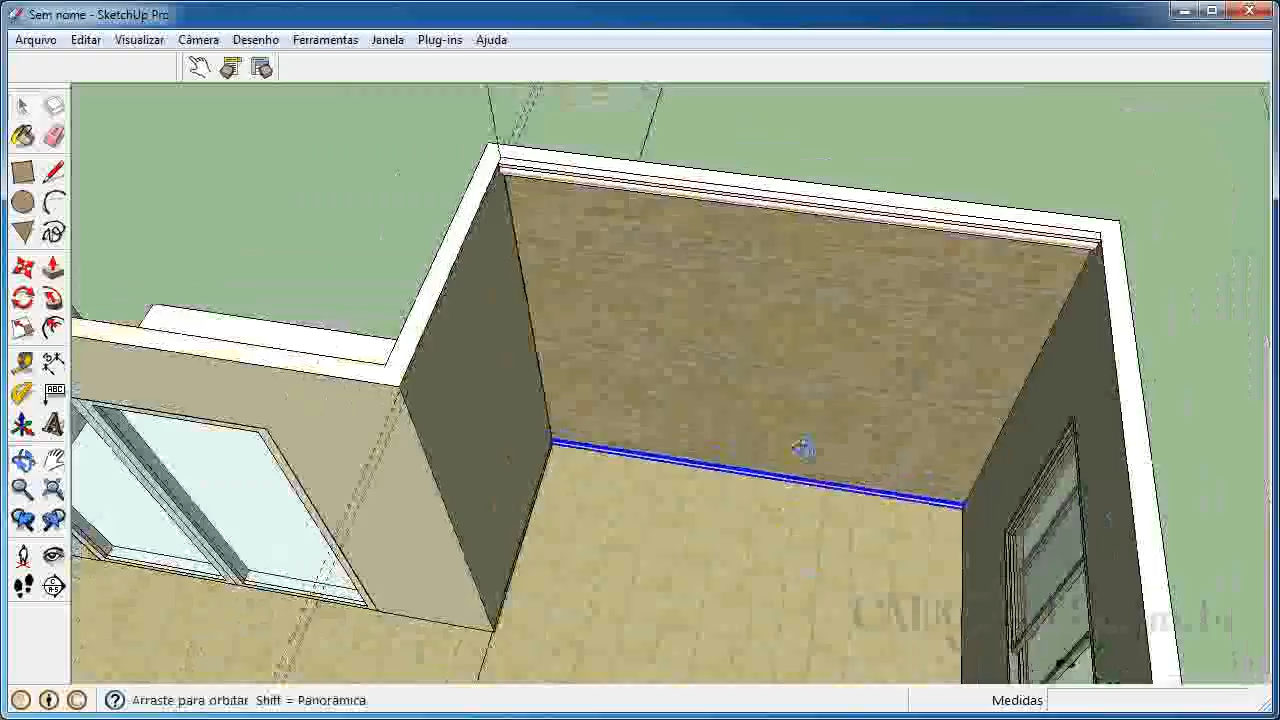 Sem nome - SketchUp Pro
Arquivo Editar Visualizar Câmera Desenho Ferramentas Janela Plug-ins Ajuda
ABC
Arraste para orbitar. Shift = Panorâmica
Medidas